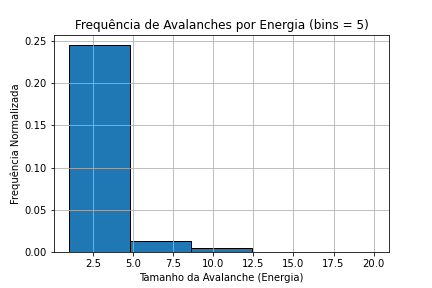 Frequência de Avalanches por Energia (bins = 5)
0.25
0.20
0.15
0.10
0.05
0.00
Frequência Normalizada
2.5 5.0 7.5 10.0 12.5 15.0 17.5 20.0
Tamanho da Avalanche (Energia)